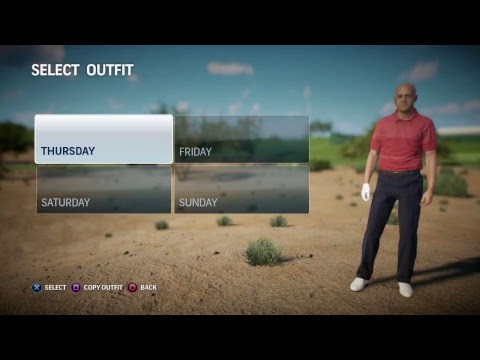 SELECT OUTFIT
THURSDAY
FRIDAY
SATURDAY
SUNDAY
SELECT COPY OUTFIT BACK